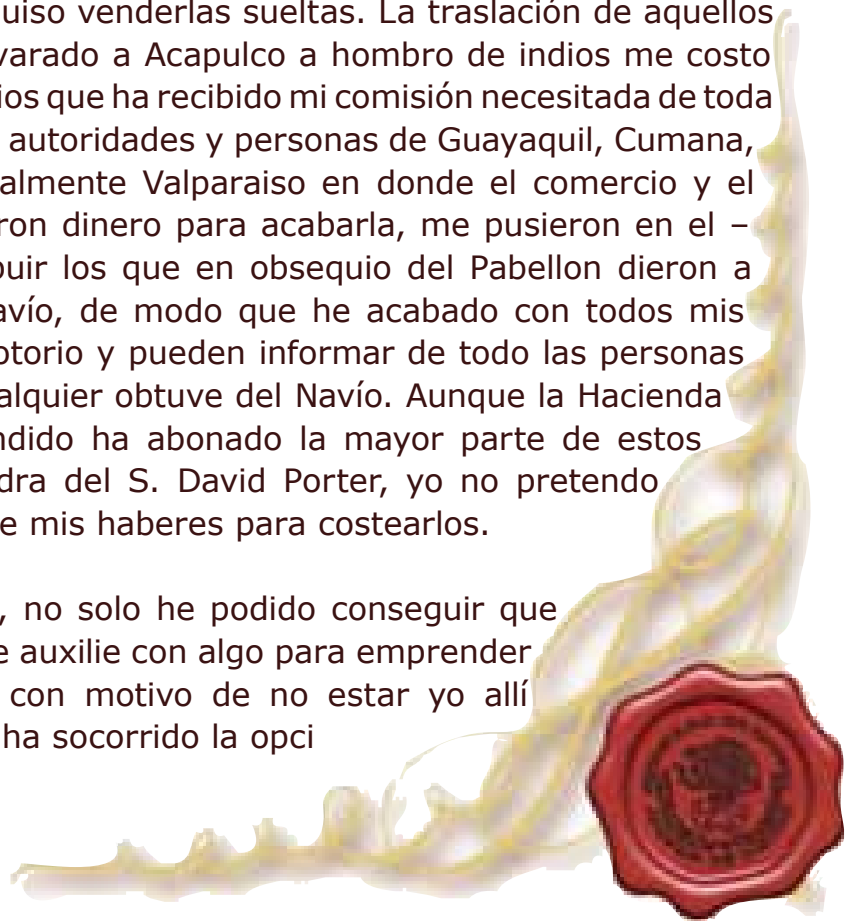 uiso venderlas sueltas. La traslación de aquellos
varado a Acapulco a hombro de indios me costo
ios que ha recibido mi comisión necesitada de toda
autoridades y personas de Guayaquil, Cumana,
almente Valparaiso en donde el comercio y el
ron dinero para acabarla, me pusieron en el –
buir los que en obsequio del Pabellon dieron a
avío, de modo que he acabado con todos mis
otorio y pueden informar de todo las personas
alquier obtuve del Navío. Aunque la Hacienda
ndido ha abonado la mayor parte de estos
dra del S. David Porter, yo no pretendo
e mis haberes para costearlos.
, no solo he podido conseguir que
e auxilie con algo para emprender
con motivo de no estar yo allí
ha socorrido la opci